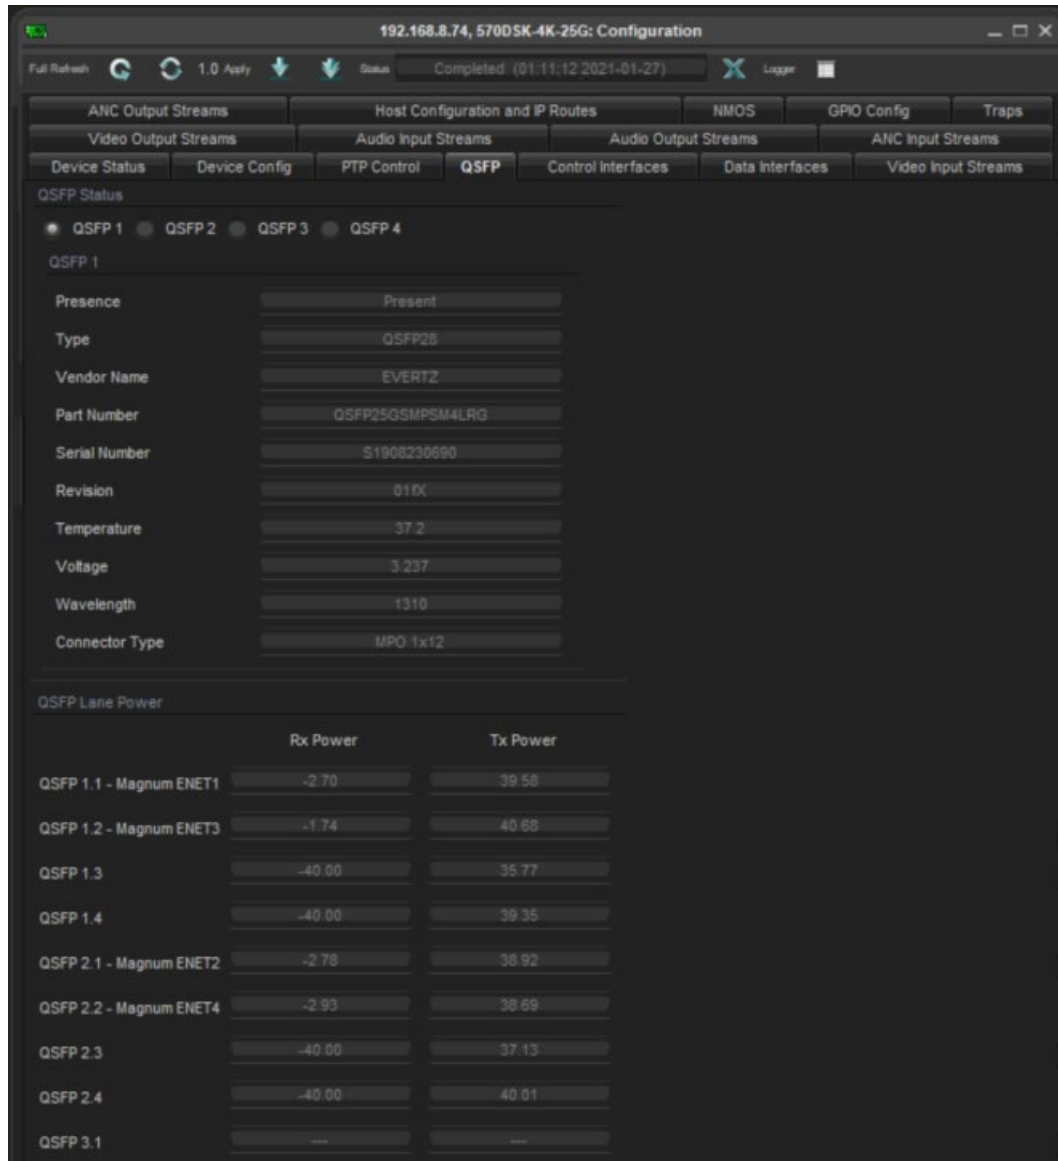 192.168.8.74, 570DSK-4K-25G: Configuration
Full Refresh 1.0 Apply Status Completed (01:11:12 2021-01-27) Logger
ANC Output Streams Host Configuration and IP Routes NMOS GPIO Config Traps
Video Output Streams Audio Input Streams Audio Output Streams ANC Input Streams
Device Status Device Config PTP Control QSFP Control Interfaces Data Interfaces Video Input Streams
QSFP Status
QSFP 1 QSFP 2 QSFP 3 QSFP 4
QSFP 1
Presence Present
Type QSFP28
Vendor Name EVERTZ
Part Number QSFP25GSMPSM4LRG
Serial Number S1908230690
Revision 01fX
Temperature 37.2
Voltage 3.237
Wavelength 1310
Connector Type MPO 1x12
QSFP Lane Power
Rx Power Tx Power
QSFP 1.1 - Magnum ENET1 -2.70 39.58
QSFP 1.2 - Magnum ENET3 -1.74 40.68
QSFP 1.3 -40.00 35.77
QSFP 1.4 -40.00 39.35
QSFP 2.1 - Magnum ENET2 -2.78 38.92
QSFP 2.2 - Magnum ENET4 -2.93 38.69
QSFP 2.3 -40.00 37.13
QSFP 2.4 -40.00 40.01
QSFP 3.1 --- ---